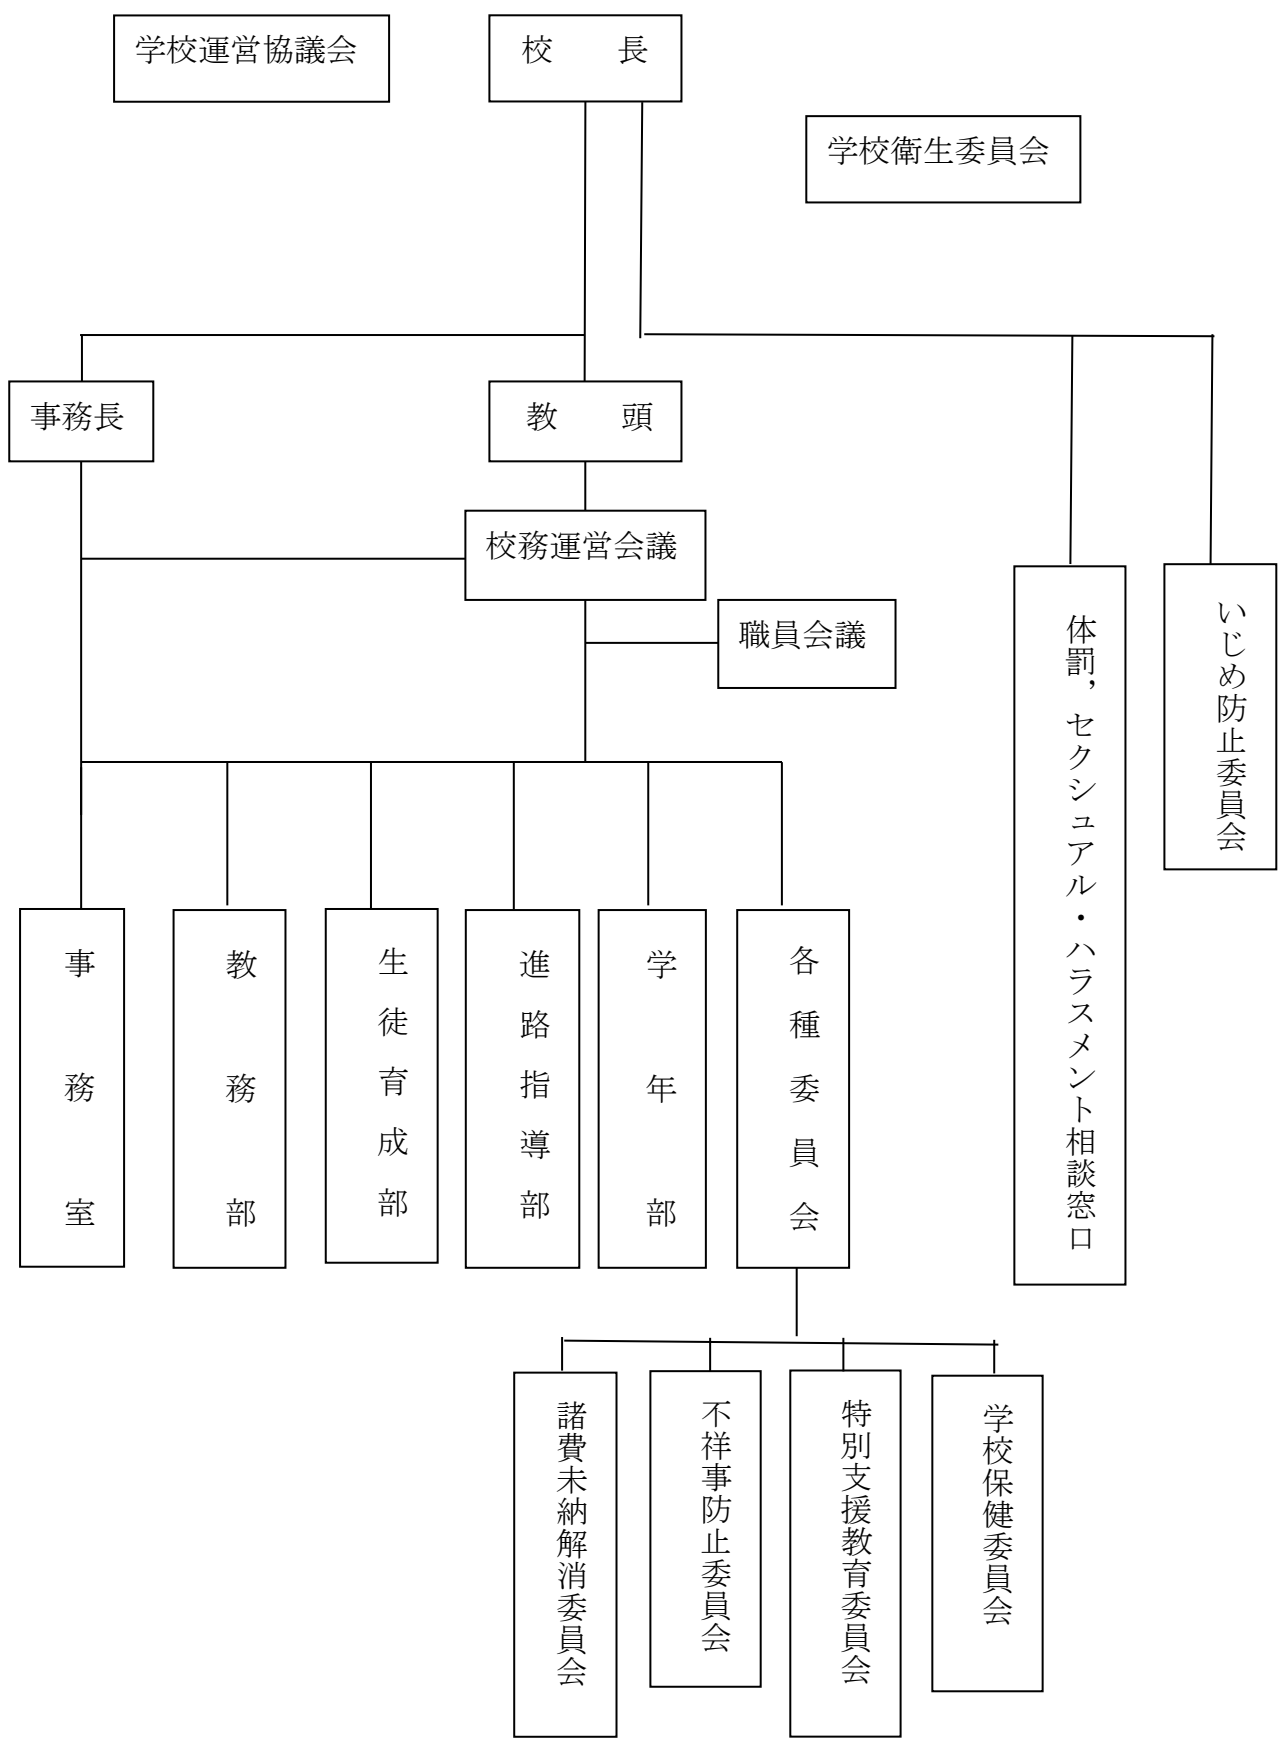 学校運営協議会
校　　長
学校衛生委員会
事務長
教　　頭
校務運営会議
職員会議
体罰，セクシュアル・ハラスメント相談窓口
いじめ防止委員会
事務室
教務部
生徒育成部
進路指導部
学年部
各種委員会
諸費未納解消委員会
不祥事防止委員会
特別支援教育委員会
学校保健委員会